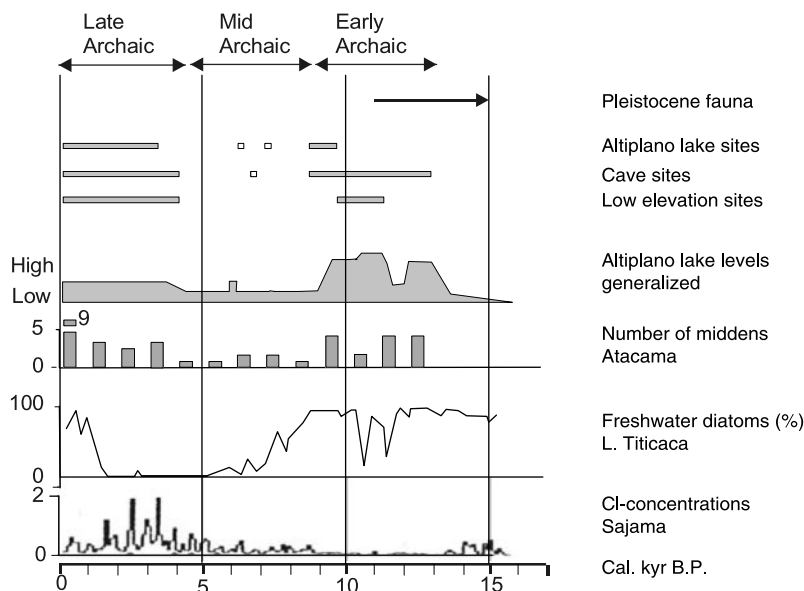 Late Archaic
Mid Archaic
Early Archaic
Pleistocene fauna
Altiplano lake sites
Cave sites
Low elevation sites
High
Low
Altiplano lake levels
generalized
5
9
0
Number of middens
Atacama
100
0
Freshwater diatoms (%)
L. Titicaca
2
0
Cl-concentrations
Sajama
0 5 10 15
Cal. kyr B.P.